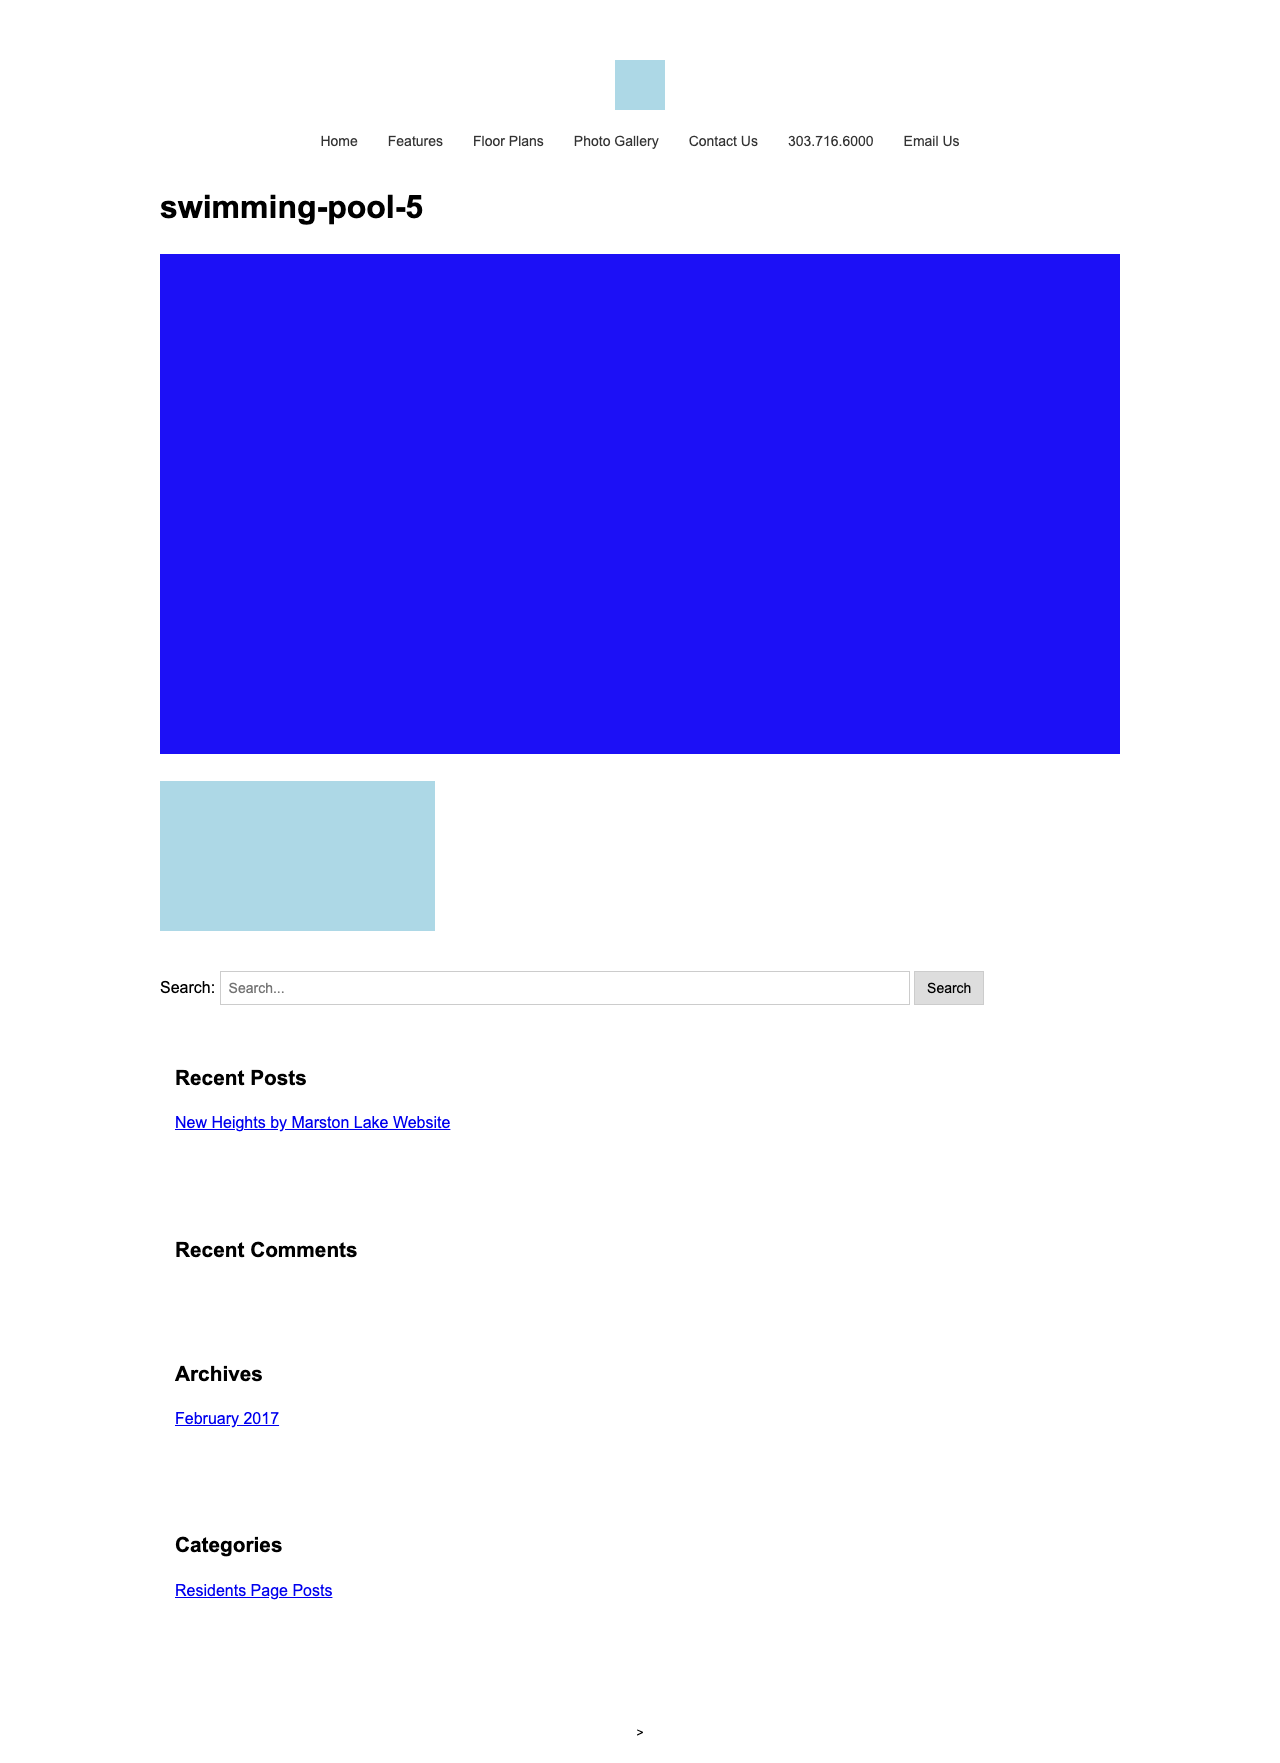 Home Features Floor Plans Photo Gallery Contact Us 303.716.6000 Email Us
swimming-pool-5
Search: Search... Search
Recent Posts
New Heights by Marston Lake Website
Recent Comments
Archives
February 2017
Categories
Residents Page Posts
>